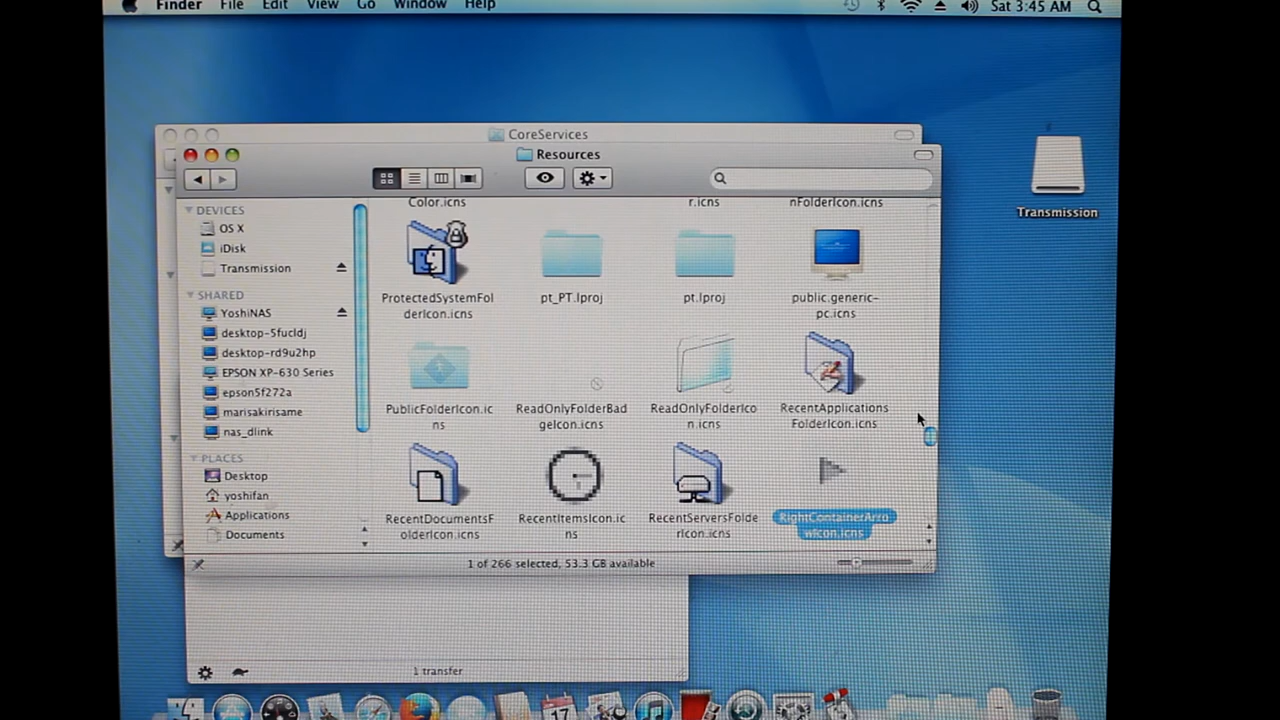 Finder File Edit View Go Window Help Sat 3:45 AM
CoreServices
Resources
DEVICES
OS X
iDisk
Transmission
SHARED
YoshiNAS
desktop-5fucldj
desktop-rd9u2hp
EPSON XP-630 Series
epson5f272a
marisakirisame
nas_dlink
PLACES
Desktop
yoshifan
Applications
Documents
Color.icns
r.icns
nFolderIcon.icns
ProtectedSystemFol
derIcon.icns
pt_PT.lproj
pt.lproj
public.generic-
pc.icns
PublicFolderIcon.ic
ns
ReadOnlyFolderBad
geIcon.icns
ReadOnlyFolderIco
n.icns
RecentApplications
FolderIcon.icns
RecentDocumentsF
olderIcon.icns
RecentItemsIcon.ic
ns
RecentServersFolde
rIcon.icns
RightContainerArro
wIcon.icns
1 of 266 selected, 53.3 GB available
Transmission
1 transfer
17